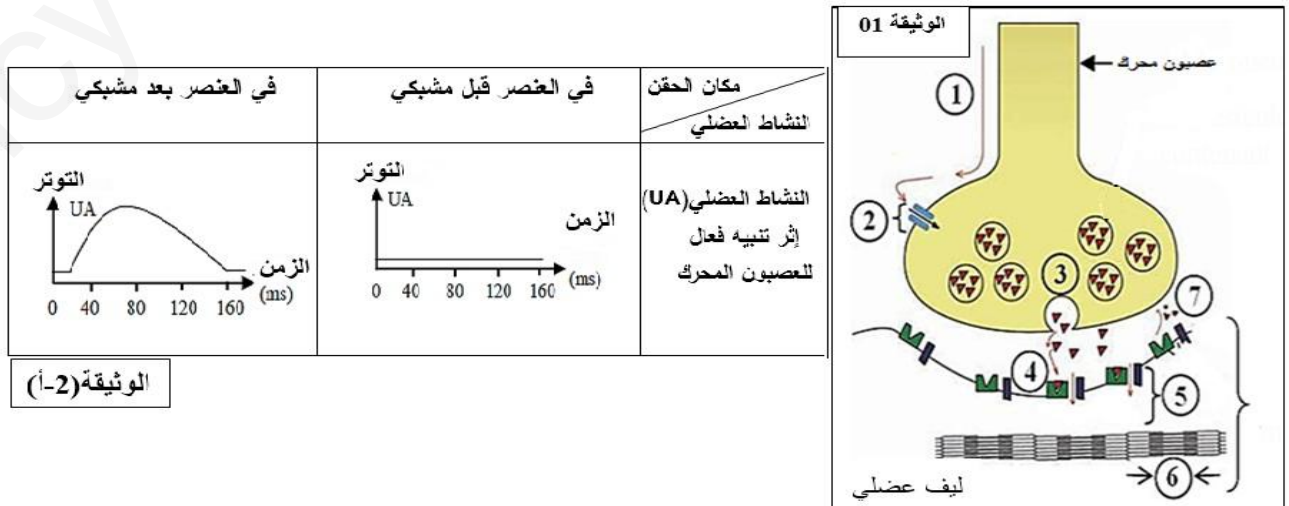 الوثيقة 01
عصبون محرك
1
2
3
4
5
6
7
ليف عضلي
مكان الحقن
النشاط العضلي
في العنصر قبل مشبكي
في العنصر بعد مشبكي
النشاط العضلي(UA)
إثر تنبيه فعال
للعصبون المحرك
التوتر
UA
الزمن
(ms)
0 40 80 120 160
التوتر
UA
الزمن
(ms)
0 40 80 120 160
الوثيقة(2-أ)